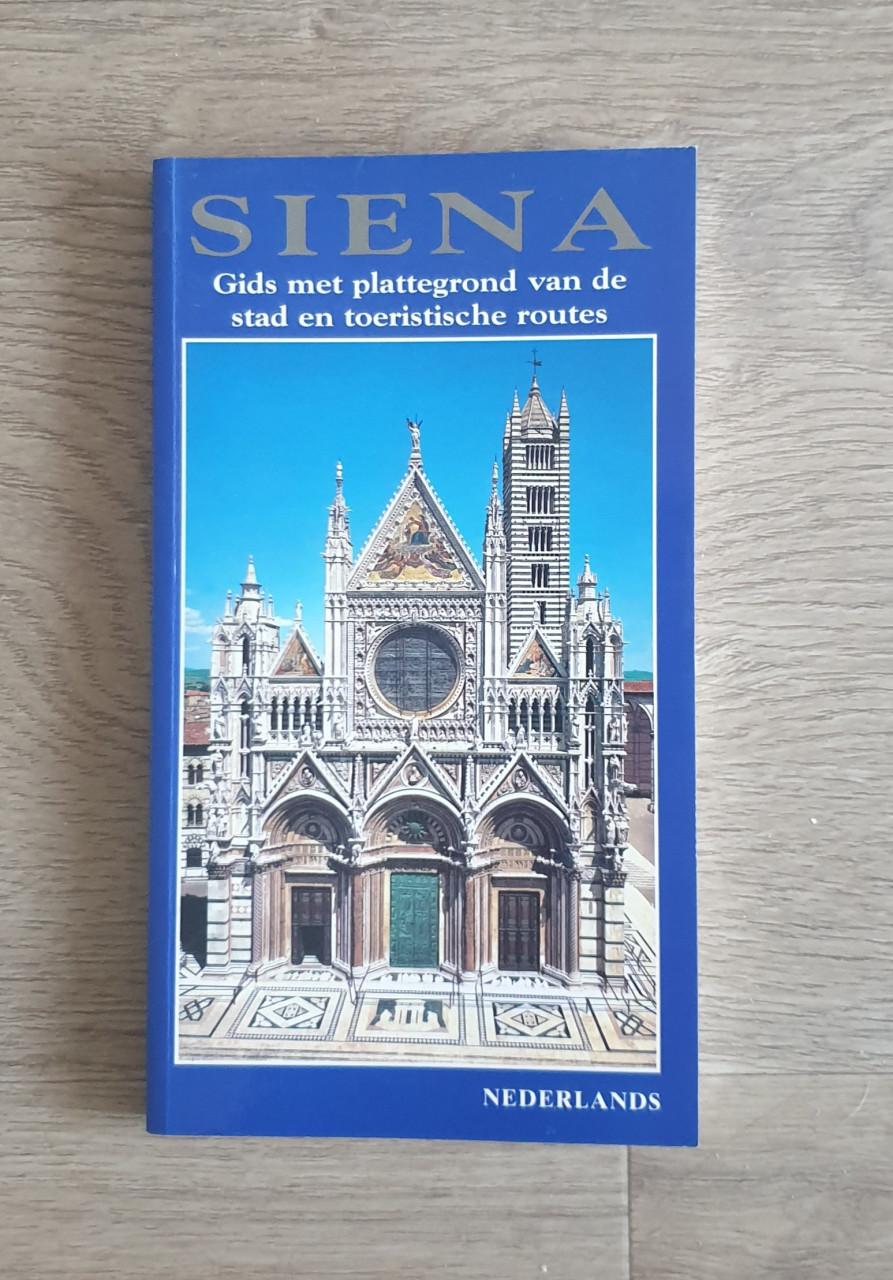 SIENA
Gids met plattegrond van de
stad en toeristische routes
NEDERLANDS